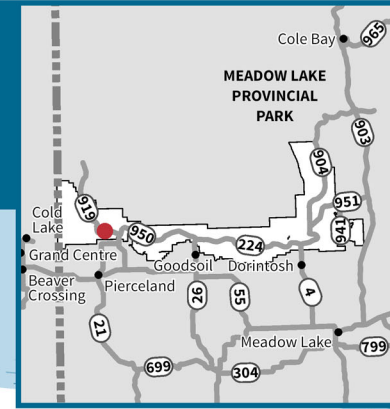 Cole Bay
965
MEADOW LAKE
PROVINCIAL
PARK
903
904
919
951
Cold
Lake
950
941
224
Grand Centre
Goodsoil
Dorintosh
Beaver
Crossing
Pierceland
26
55
4
21
Meadow Lake
799
699
304